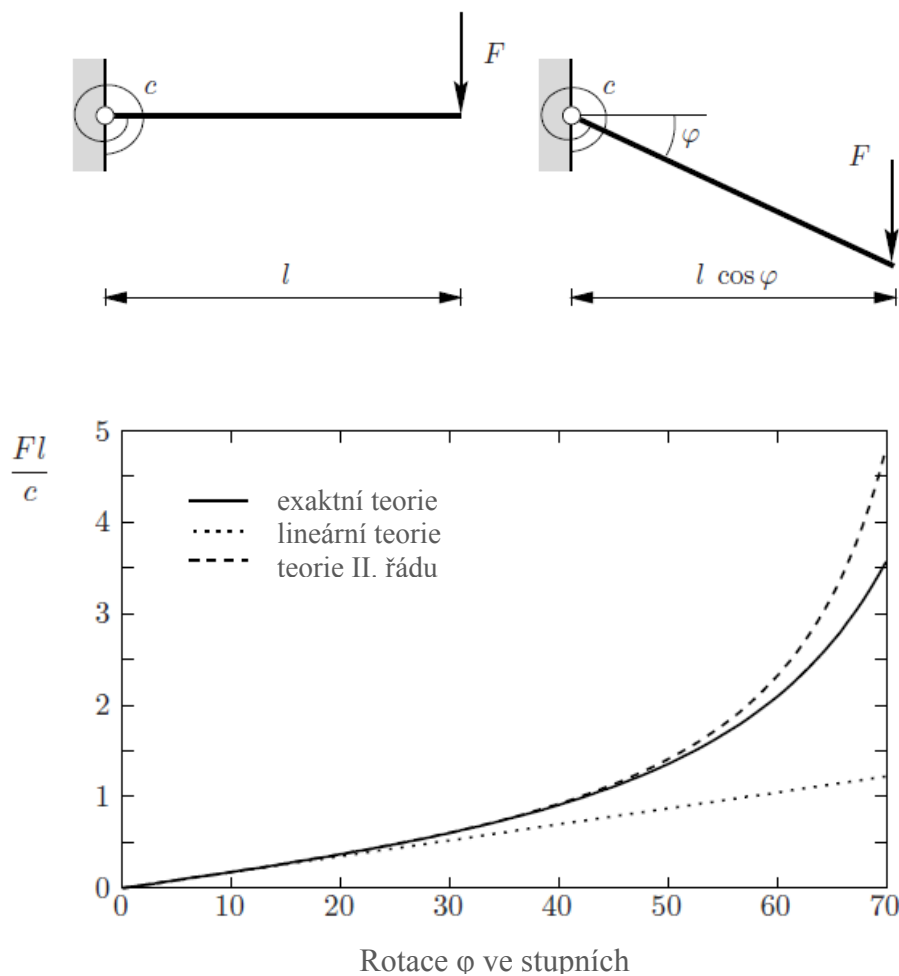 F
c
l
c
φ
F
l cos φ
Fl
c
5
4
3
2
1
0
exaktní teorie
lineární teorie
teorie II. řádu
0 10 20 30 40 50 60 70
Rotace φ ve stupních